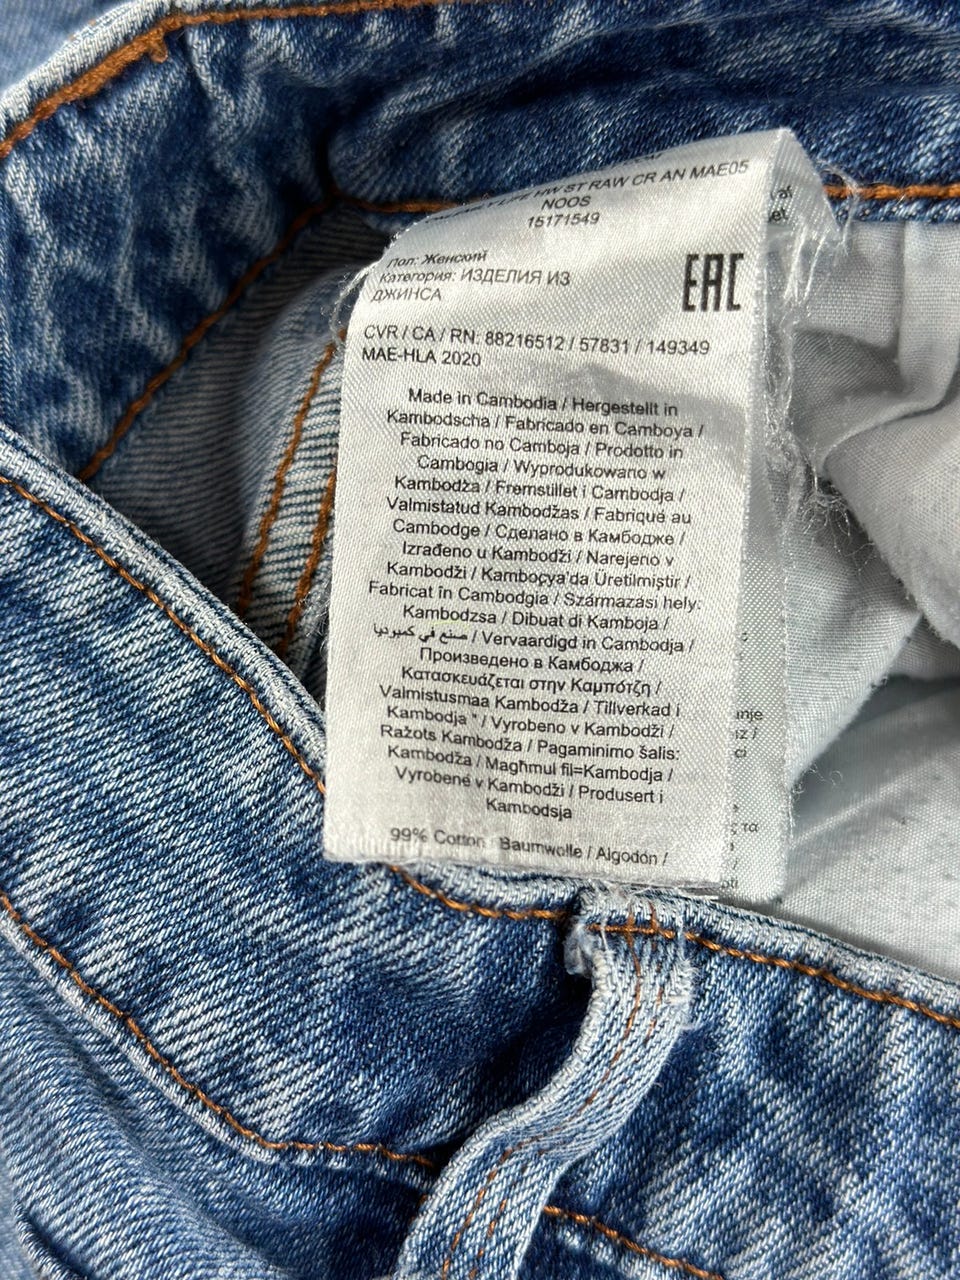 HW ST RAW CR AN MAE05
NOOS
15171549
Пол: Женский
Категория: ИЗДЕЛИЯ ИЗ
ДЖИНСА
EAC
CVR / CA / RN: 88216512 / 57831 / 149349
MAE-HLA 2020
Made in Cambodia / Hergestellt in
Kambodscha / Fabricado en Camboya /
Fabricado no Camboja / Prodotto in
Cambogia / Wyprodukowano w
Kambodża / Fremstillet i Cambodja /
Valmistatud Kambodžas / Fabriqué au
Cambodge / Сделано в Камбодже /
Izrađeno u Kambodži / Narejeno v
Kambodži / Kamboçya'da Üretilmiştir /
Fabricat în Cambodgia / Származási hely:
Kambodzsa / Dibuat di Kamboja /
صنع في كمبوديا / Vervaardigd in Cambodja /
Произведено в Камбоджа /
Κατασκευάζεται στην Καμπότζη /
Valmistusmaa Kambodža / Tillverkad i
Kambodja * / Vyrobeno v Kambodži /
Ražots Kambodža / Pagaminimo šalis:
Kambodža / Magħmul fil=Kambodja /
Vyrobené v Kambodži / Produsert i
Kambodsja
99% Cotton / Baumwolle / Algodón /